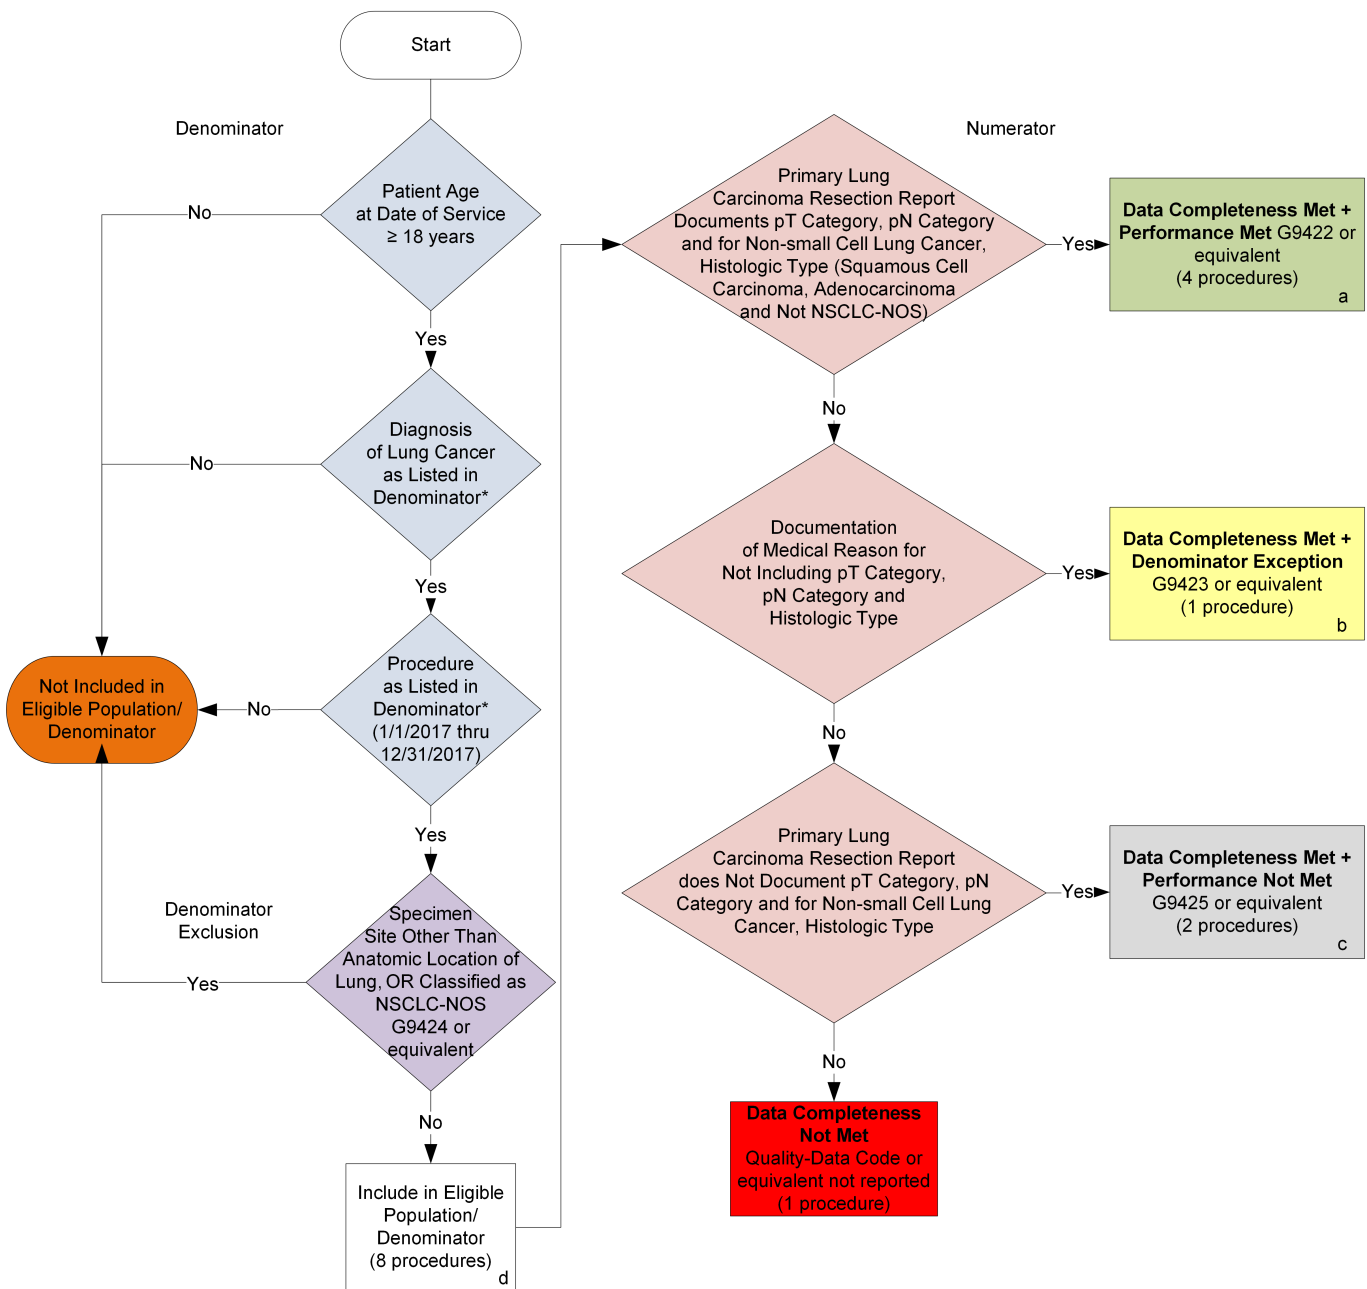 Start
Denominator
Patient Age
at Date of Service
≥ 18 years
No
Yes
Diagnosis
of Lung Cancer
as Listed in
Denominator*
No
Yes
Procedure
as Listed in
Denominator*
(1/1/2017 thru
12/31/2017)
No
Not Included in
Eligible Population/
Denominator
Yes
Denominator
Exclusion
Specimen
Site Other Than
Anatomic Location of
Lung, OR Classified as
NSCLC-NOS
G9424 or
equivalent
Yes
No
Include in Eligible
Population/
Denominator
(8 procedures)
d
Numerator
Primary Lung
Carcinoma Resection Report
Documents pT Category, pN Category
and for Non-small Cell Lung Cancer,
Histologic Type (Squamous Cell
Carcinoma, Adenocarcinoma
and Not NSCLC-NOS)
Yes
Data Completeness Met +
Performance Met G9422 or
equivalent
(4 procedures)
a
No
Documentation
of Medical Reason for
Not Including pT Category,
pN Category and
Histologic Type
Yes
Data Completeness Met +
Denominator Exception
G9423 or equivalent
(1 procedure)
b
No
Primary Lung
Carcinoma Resection Report
does Not Document pT Category, pN
Category and for Non-small Cell Lung
Cancer, Histologic Type
Yes
Data Completeness Met +
Performance Not Met
G9425 or equivalent
(2 procedures)
c
No
Data Completeness
Not Met
Quality-Data Code or
equivalent not reported
(1 procedure)